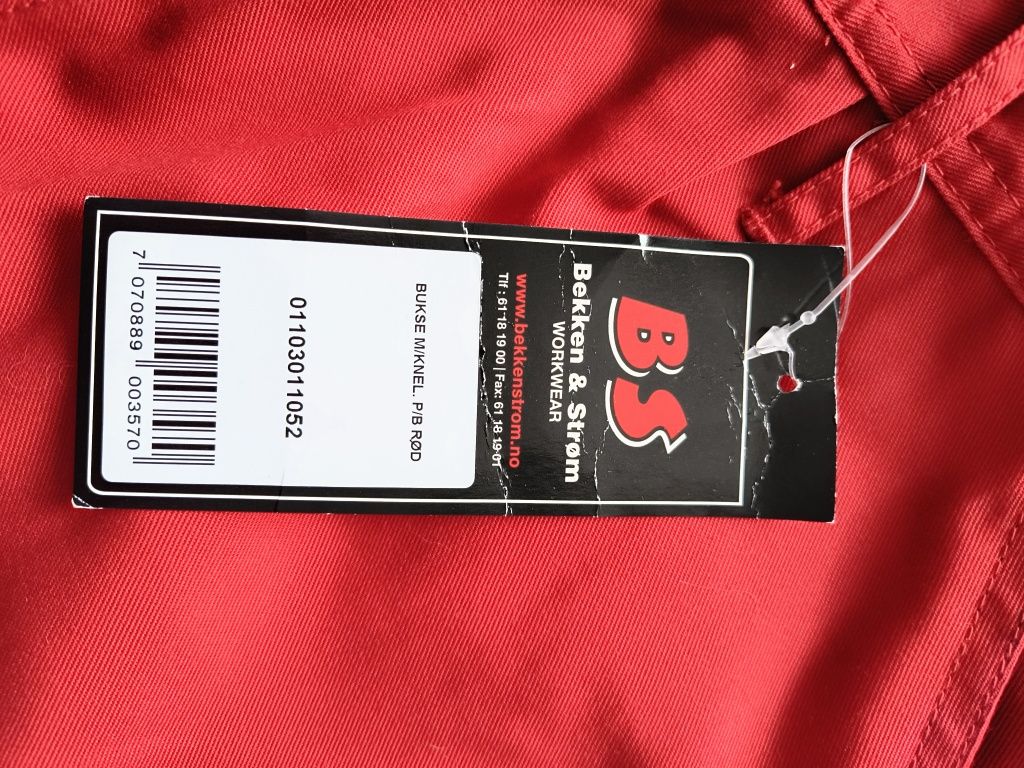 BS
Bekken & Strøm
WORKWEAR
www.bekkenstrom.no
Tlf : 61 18 19 00 | Fax: 61 18 19 01
BUKSE M/KNEL. P/B RØD
01103011052
7 070889 003570